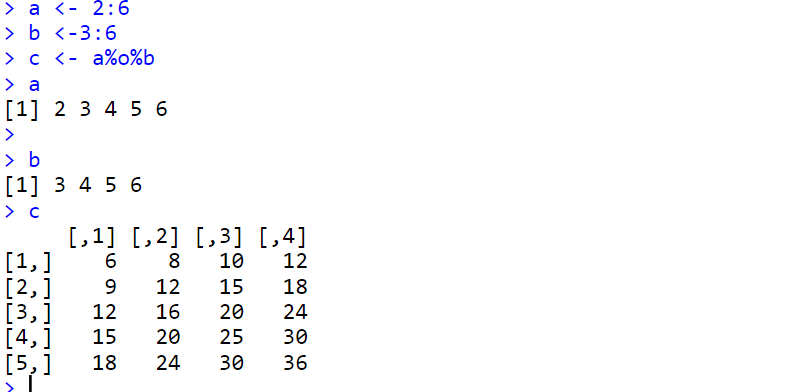 > a <- 2:6
> b <-3:6
> c <- a%o%b
> a
[1] 2 3 4 5 6
>
> b
[1] 3 4 5 6
> c
     [,1] [,2] [,3] [,4]
[1,]    6    8   10   12
[2,]    9   12   15   18
[3,]   12   16   20   24
[4,]   15   20   25   30
[5,]   18   24   30   36
>